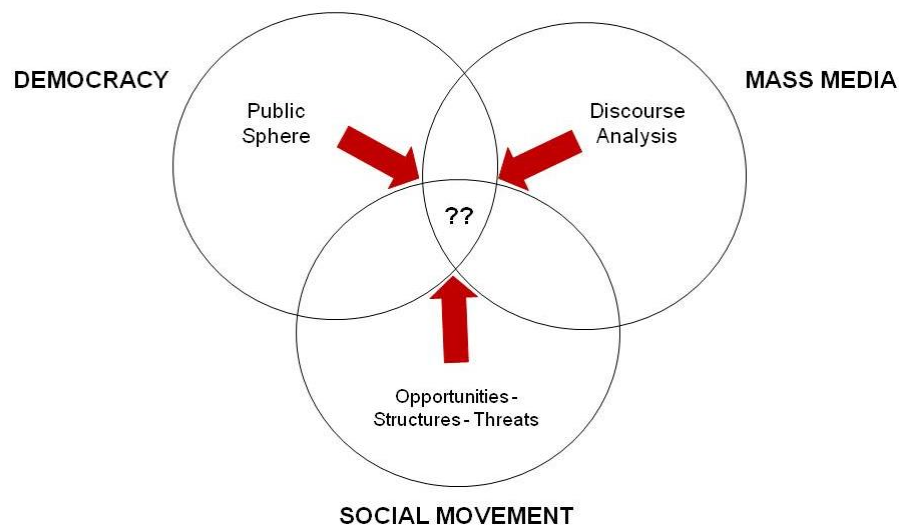 DEMOCRACY
MASS MEDIA
Public
Sphere
Discourse
Analysis
??
Opportunities -
Structures - Threats
SOCIAL MOVEMENT